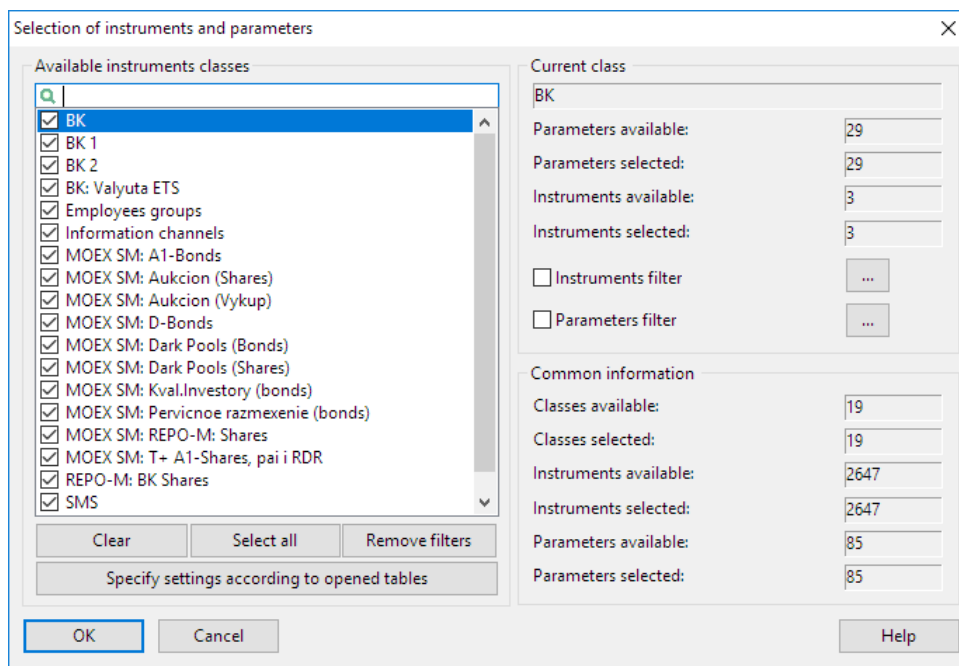 Selection of instruments and parameters
Available instruments classes
BK
BK 1
BK 2
BK: Valyuta ETS
Employees groups
Information channels
MOEX SM: A1-Bonds
MOEX SM: Aukcion (Shares)
MOEX SM: Aukcion (Vykup)
MOEX SM: D-Bonds
MOEX SM: Dark Pools (Bonds)
MOEX SM: Dark Pools (Shares)
MOEX SM: Kval.Investory (bonds)
MOEX SM: Pervicnoe razmexenie (bonds)
MOEX SM: REPO-M: Shares
MOEX SM: T+ A1-Shares, pai i RDR
REPO-M: BK Shares
SMS
Clear Select all Remove filters
Specify settings according to opened tables
Current class
BK
Parameters available: 29
Parameters selected: 29
Instruments available: 3
Instruments selected: 3
Instruments filter ...
Parameters filter ...
Common information
Classes available: 19
Classes selected: 19
Instruments available: 2647
Instruments selected: 2647
Parameters available: 85
Parameters selected: 85
OK Cancel Help